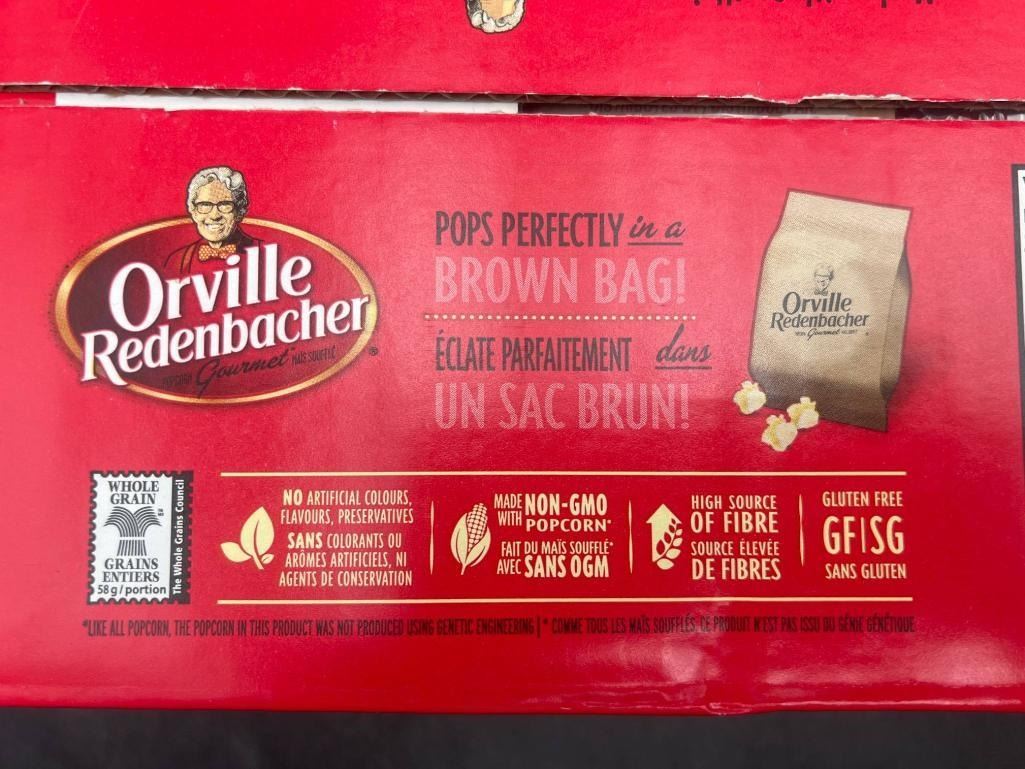 Orville
Redenbacher
POPCORN Gourmet MAÏS SOUFFLÉ
®
POPS PERFECTLY in a
BROWN BAG!
ÉCLATE PARFAITEMENT dans
UN SAC BRUN!
Orville
Redenbacher
Gourmet
WHOLE
GRAIN
GRAINS
ENTIERS
58g/portion
The Whole Grains Council
NO ARTIFICIAL COLOURS,
FLAVOURS, PRESERVATIVES
SANS COLORANTS OU
ARÔMES ARTIFICIELS, NI
AGENTS DE CONSERVATION
MADE WITH NON-GMO
POPCORN*
FAIT DU MAÏS SOUFFLÉ*
AVEC SANS OGM
HIGH SOURCE
OF FIBRE
SOURCE ÉLEVÉE
DE FIBRES
GLUTEN FREE
GF|SG
SANS GLUTEN
*LIKE ALL POPCORN, THE POPCORN IN THIS PRODUCT WAS NOT PRODUCED USING GENETIC ENGINEERING | * COMME TOUS LES MAÏS SOUFFLÉS, CE PRODUIT N'EST PAS ISSU DU GÉNIE GÉNÉTIQUE